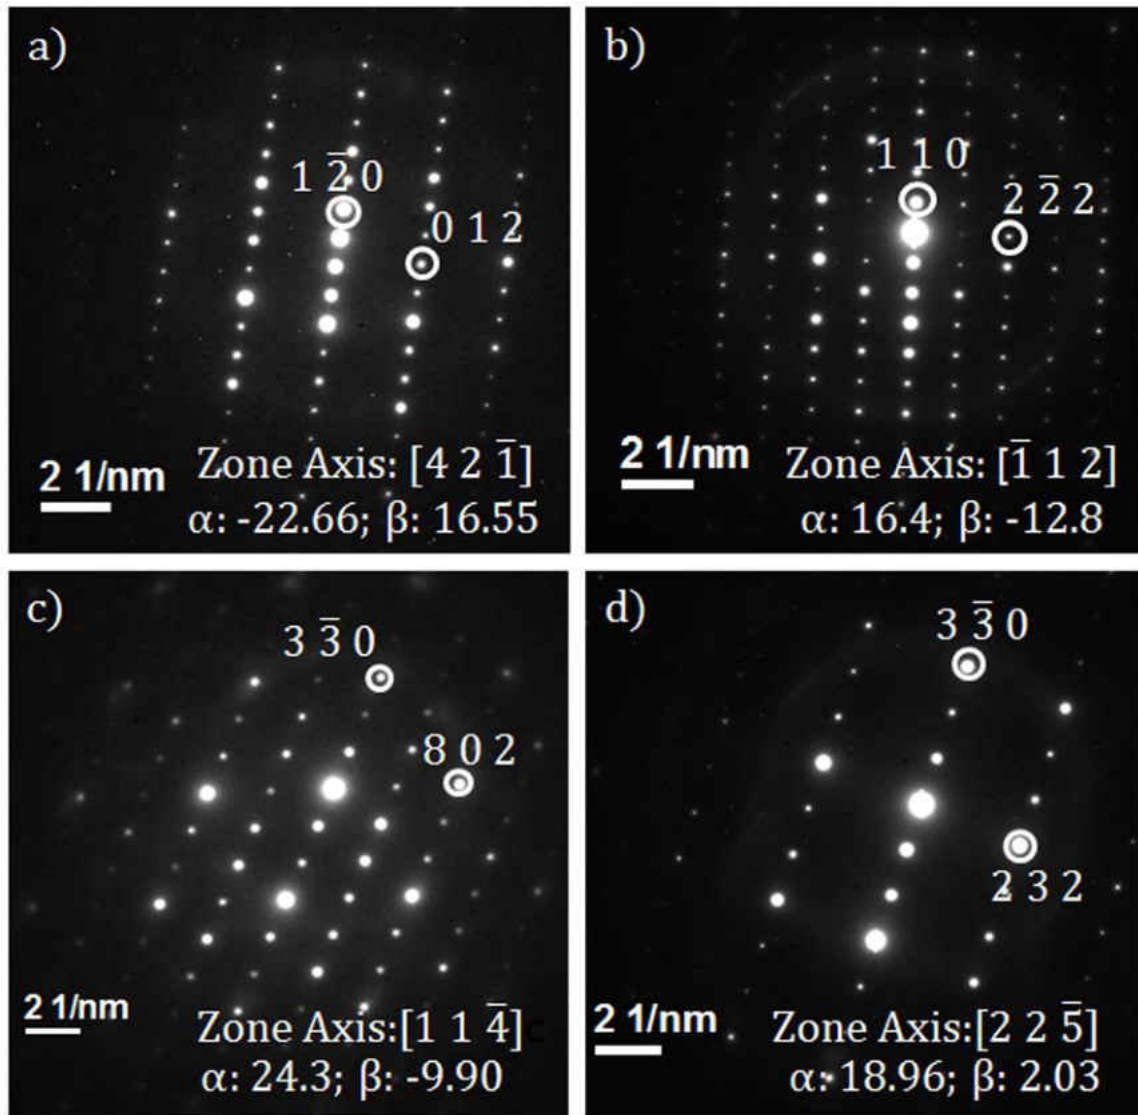 a)
1 2̅ 0
0 1 2
2 1/nm
Zone Axis: [4 2 1̅]
α: -22.66; β: 16.55
b)
1 1 0
2 2̅ 2
2 1/nm
Zone Axis: [1̅ 1 2]
α: 16.4; β: -12.8
c)
3 3̅ 0
8 0 2
2 1/nm
Zone Axis:[1 1 4̅]
α: 24.3; β: -9.90
d)
3 3̅ 0
2 3 2
2 1/nm
Zone Axis:[2 2 5̅]
α: 18.96; β: 2.03